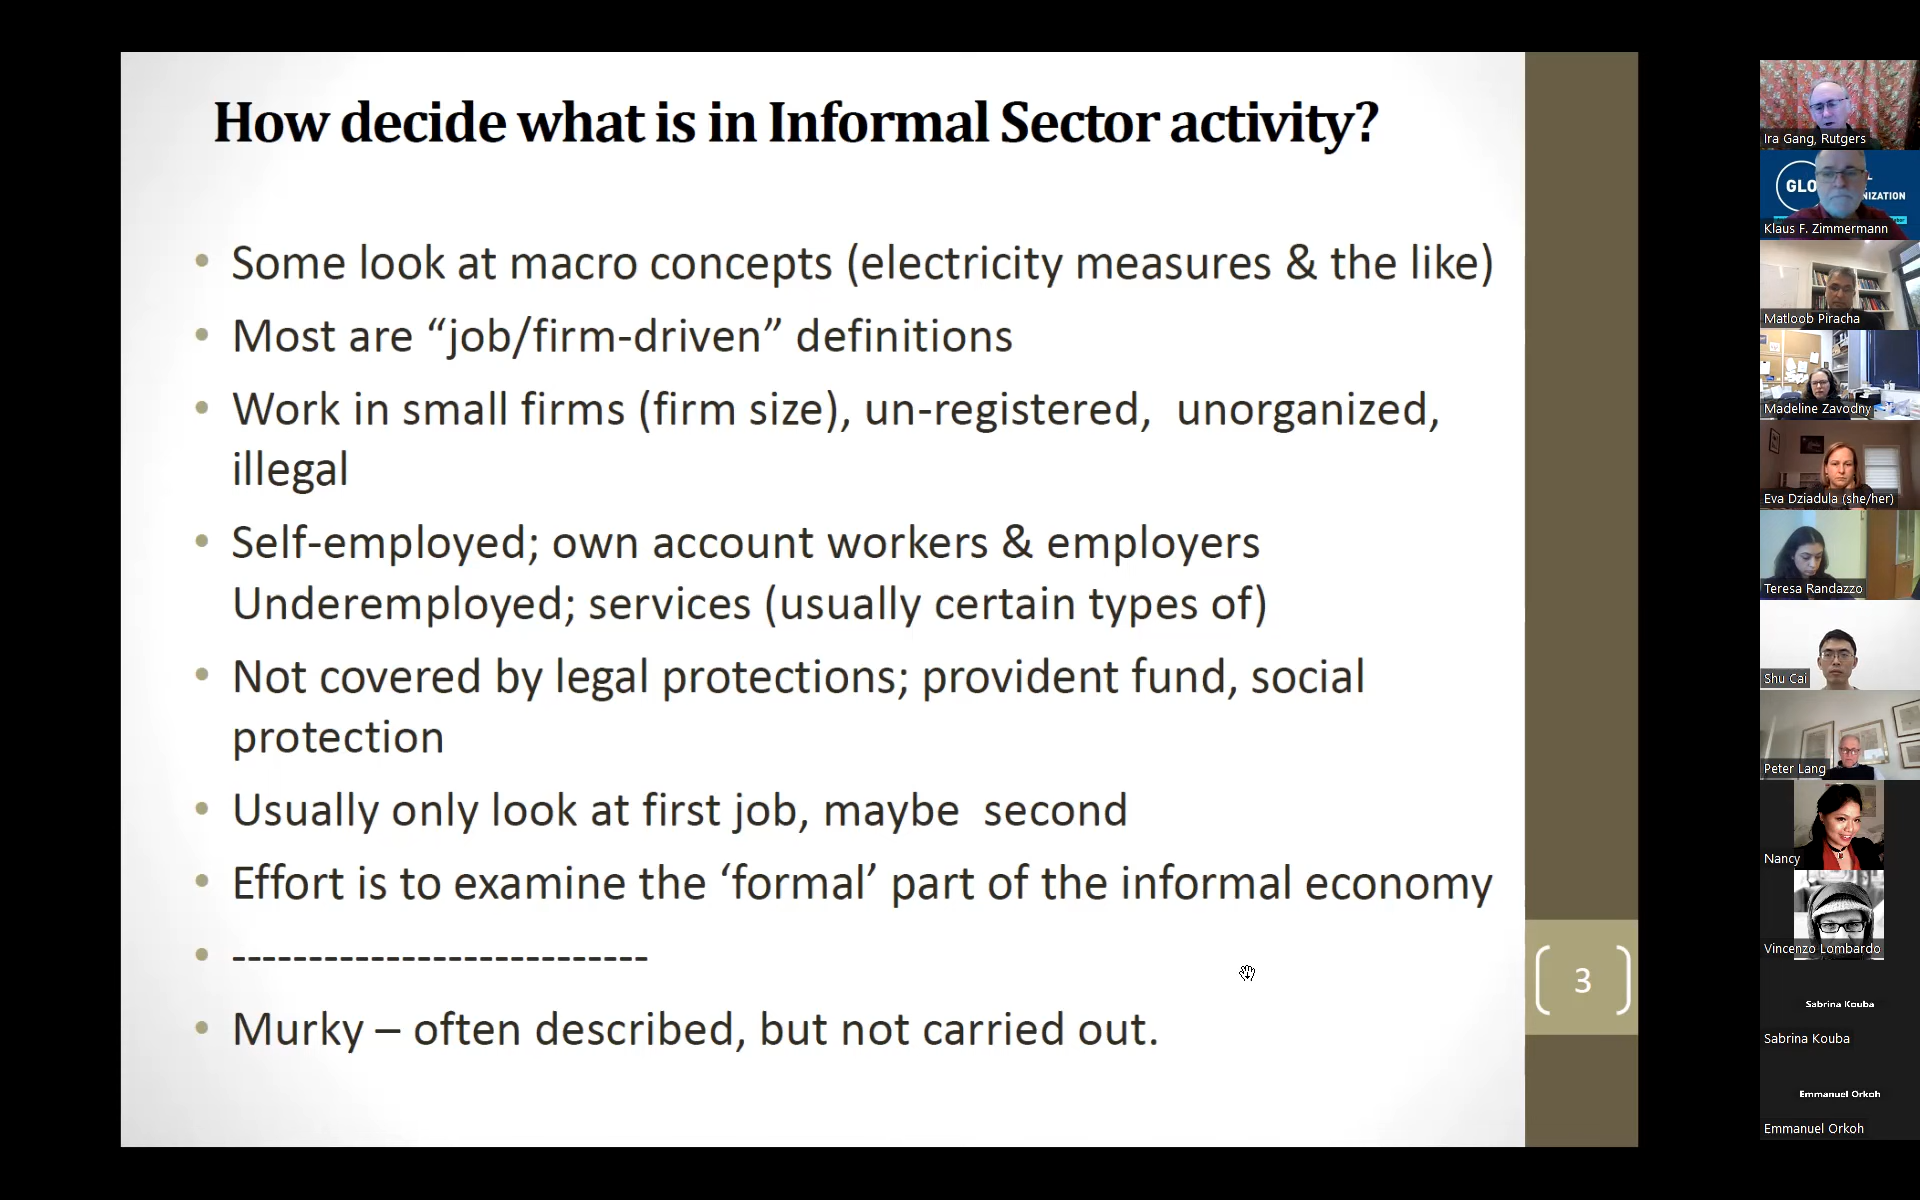 How decide what is in Informal Sector activity?
• Some look at macro concepts (electricity measures & the like)
• Most are “job/firm-driven” definitions
• Work in small firms (firm size), un-registered, unorganized,
illegal
• Self-employed; own account workers & employers
Underemployed; services (usually certain types of)
• Not covered by legal protections; provident fund, social
protection
• Usually only look at first job, maybe second
• Effort is to examine the ‘formal’ part of the informal economy
• ---------------------------
• Murky – often described, but not carried out.
3
Ira Gang, Rutgers
GLO
NIZATION
Klaus F. Zimmermann
Matloob Piracha
Madeline Zavodny
Eva Dziadula (she/her)
Teresa Randazzo
Shu Cai
Peter Lang
Nancy
Vincenzo Lombardo
Sabrina Kouba
Sabrina Kouba
Emmanuel Orkoh
Emmanuel Orkoh